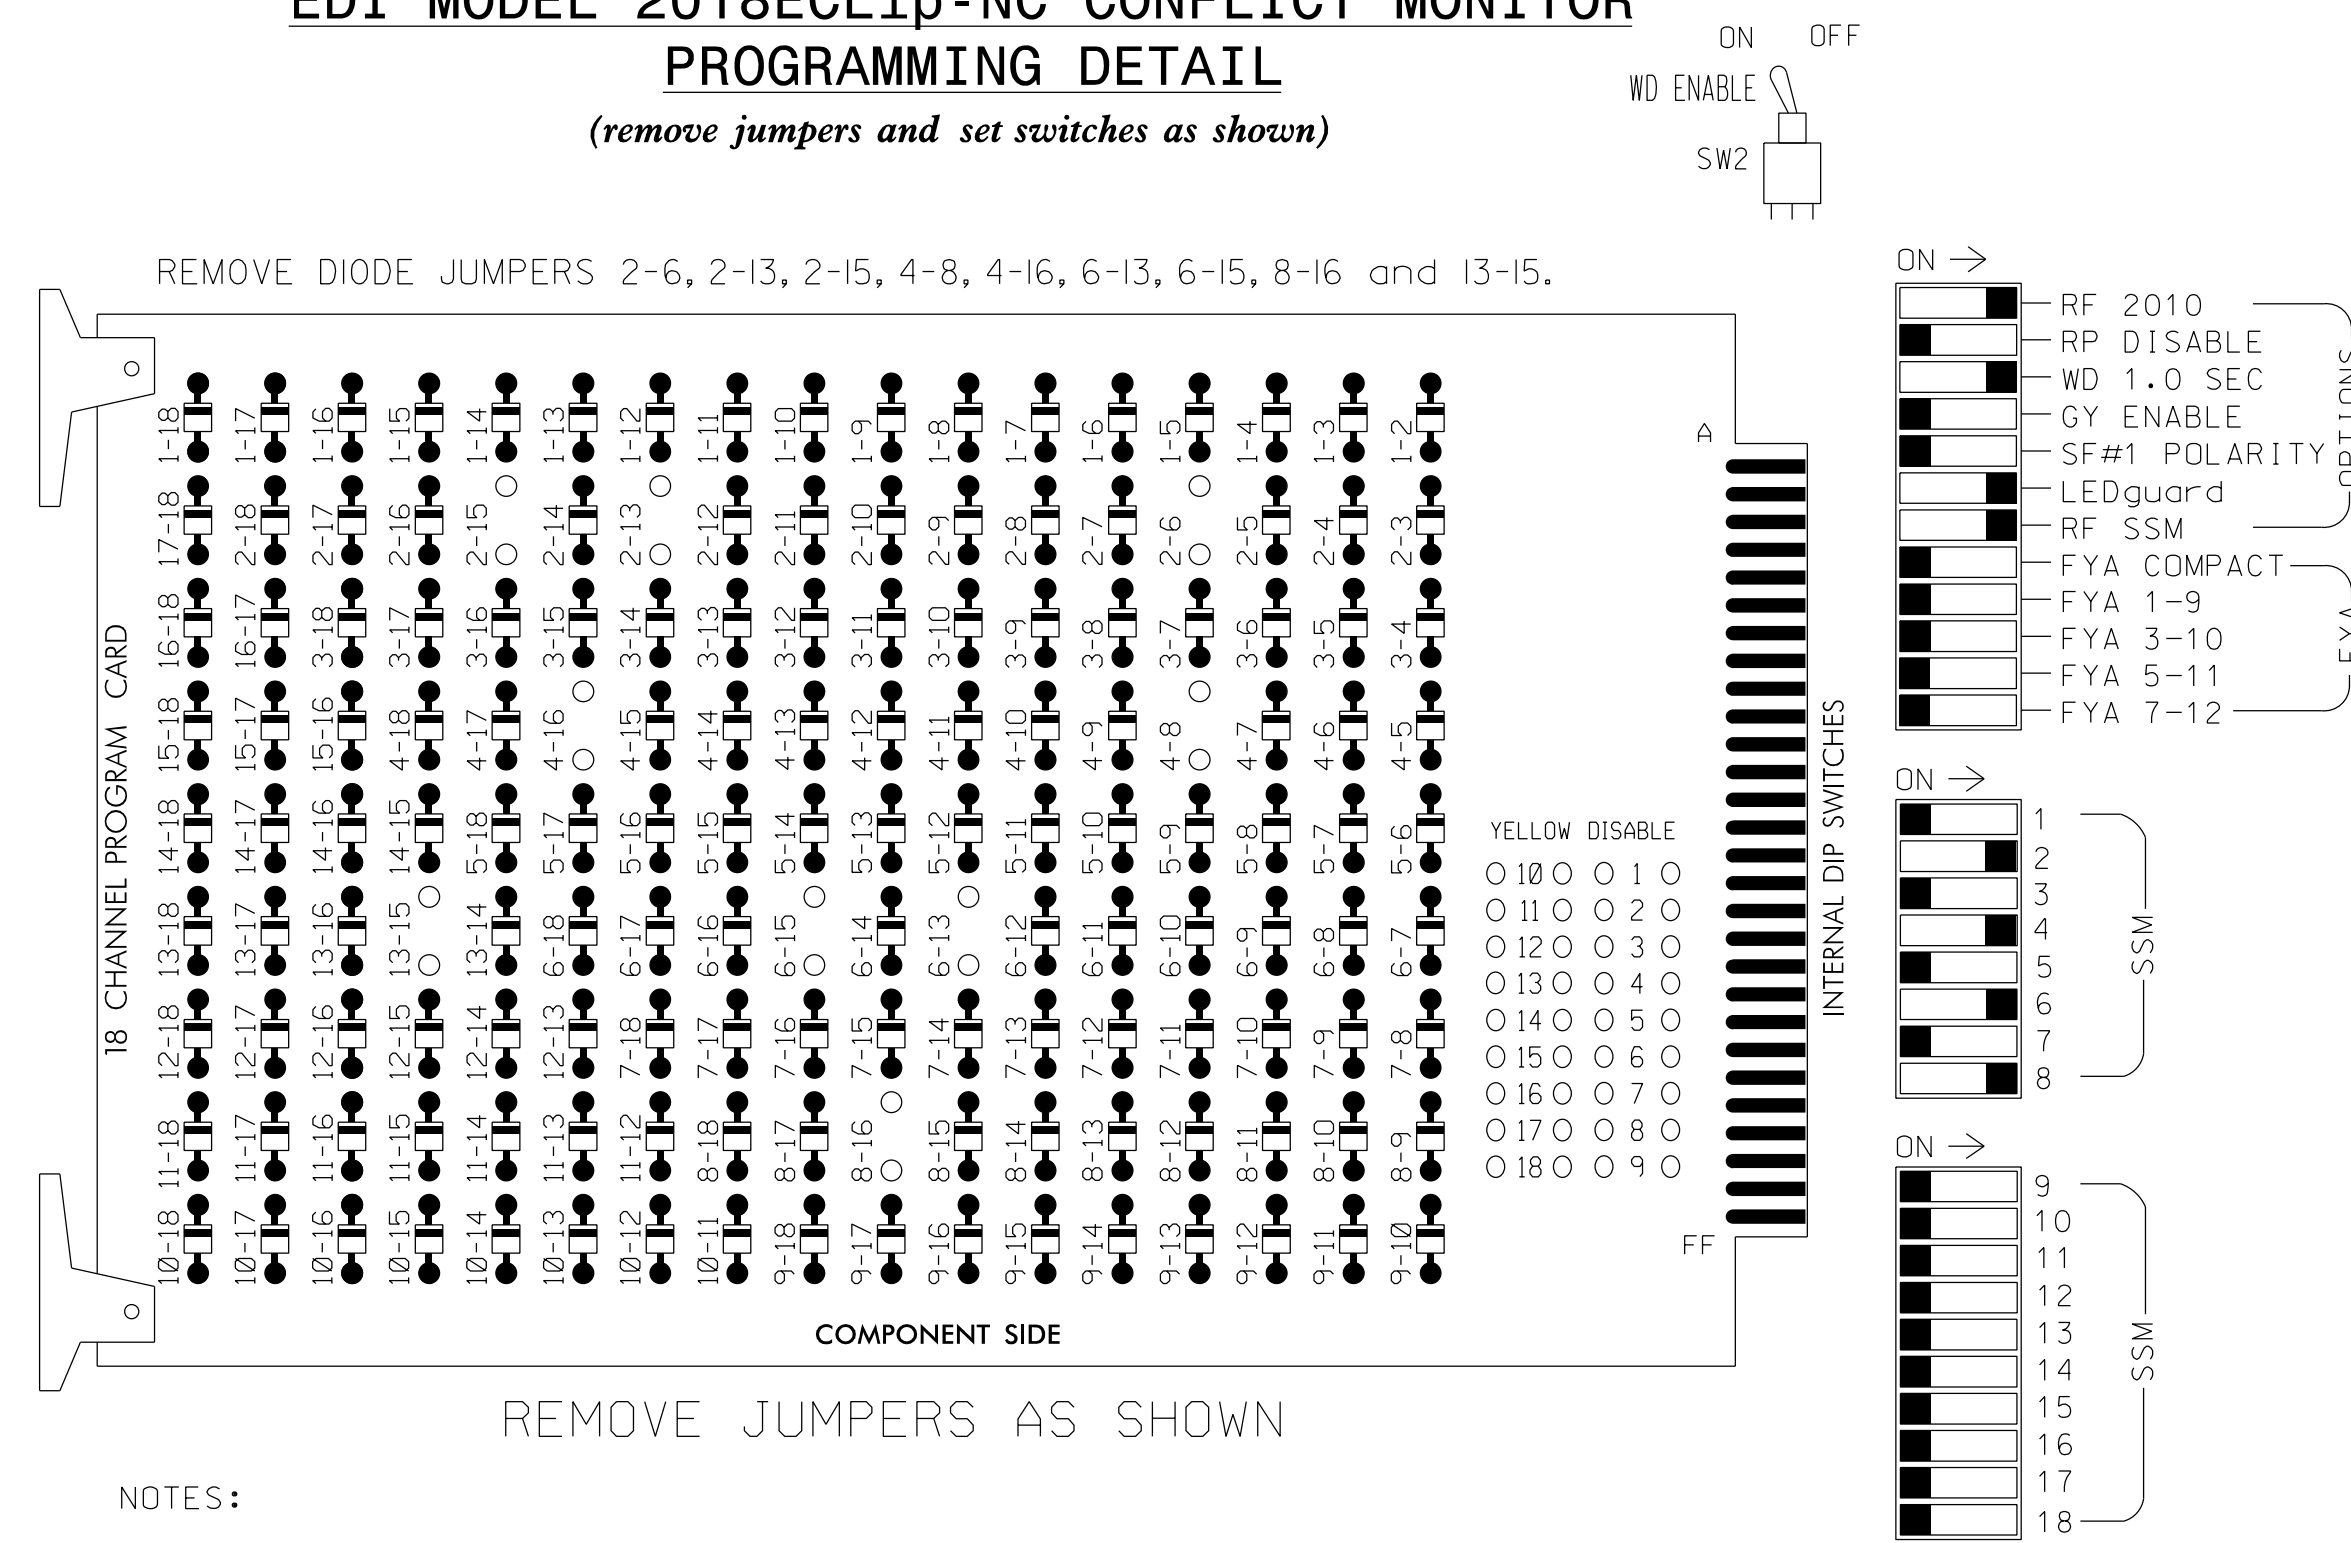 EDI MODEL 2018ECLip-NC CONFLICT MONITOR
PROGRAMMING DETAIL
(remove jumpers and set switches as shown)
ON OFF
WD ENABLE
SW2
REMOVE DIODE JUMPERS 2-6, 2-13, 2-15, 4-8, 4-16, 6-13, 6-15, 8-16 and 13-15.
18 CHANNEL PROGRAM CARD
1-18 1-17 1-16 1-15 1-14 1-13 1-12 1-11 1-10 1-9 1-8 1-7 1-6 1-5 1-4 1-3 1-2
17-18 2-18 2-17 2-16 2-15 2-14 2-13 2-12 2-11 2-10 2-9 2-8 2-7 2-6 2-5 2-4 2-3
16-18 16-17 3-18 3-17 3-16 3-15 3-14 3-13 3-12 3-11 3-10 3-9 3-8 3-7 3-6 3-5 3-4
15-18 15-17 15-16 4-18 4-17 4-16 4-15 4-14 4-13 4-12 4-11 4-10 4-9 4-8 4-7 4-6 4-5
14-18 14-17 14-16 14-15 5-18 5-17 5-16 5-15 5-14 5-13 5-12 5-11 5-10 5-9 5-8 5-7 5-6
13-18 13-17 13-16 13-15 13-14 6-18 6-17 6-16 6-15 6-14 6-13 6-12 6-11 6-10 6-9 6-8 6-7
12-18 12-17 12-16 12-15 12-14 12-13 7-18 7-17 7-16 7-15 7-14 7-13 7-12 7-11 7-10 7-9 7-8
11-18 11-17 11-16 11-15 11-14 11-13 11-12 8-18 8-17 8-16 8-15 8-14 8-13 8-12 8-11 8-10 8-9
10-18 10-17 10-16 10-15 10-14 10-13 10-12 10-11 9-18 9-17 9-16 9-15 9-14 9-13 9-12 9-11 9-10
A
YELLOW DISABLE
10 1
11 2
12 3
13 4
14 5
15 6
16 7
17 8
18 9
FF
COMPONENT SIDE
INTERNAL DIP SWITCHES
ON
RF 2010
RP DISABLE
WD 1.0 SEC
GY ENABLE
SF#1 POLARITY
LEDguard
RF SSM
OPTIONS
FYA COMPACT
FYA 1-9
FYA 3-10
FYA 5-11
FYA 7-12
FYA
ON
1
2
3
4
5
6
7
8
SSM
ON
9
10
11
12
13
14
15
16
17
18
SSM
REMOVE JUMPERS AS SHOWN
NOTES: